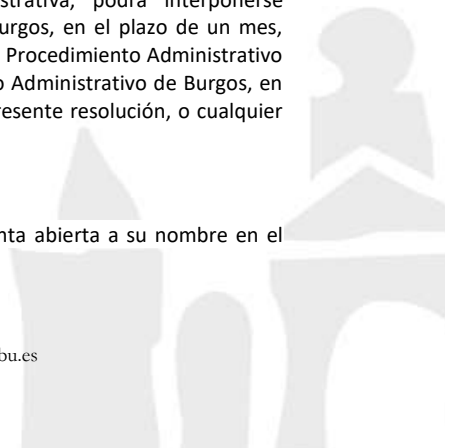 strativa, podrá interponerse
urgos, en el plazo de un mes,
Procedimiento Administrativo
o Administrativo de Burgos, en
resente resolución, o cualquier
nta abierta a su nombre en el
bu.es